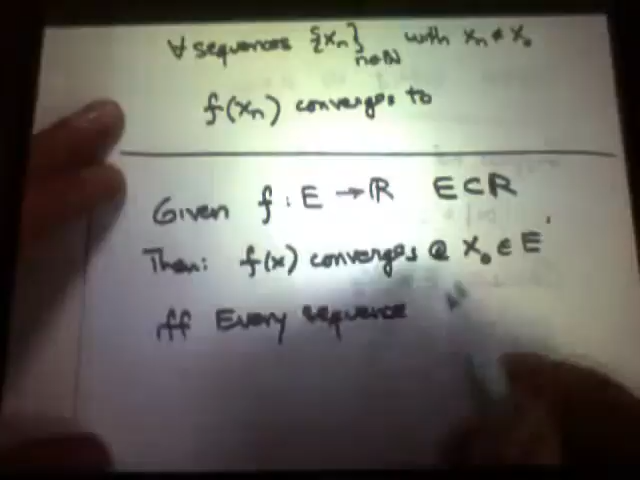 ∀ sequences {xₙ}ₙ∈ℕ with xₙ ≠ x₀
f(xₙ) converges to
Given f : E → ℝ E ⊂ ℝ
Then: f(x) converges @ x₀ ∈ E'
iff Every sequence